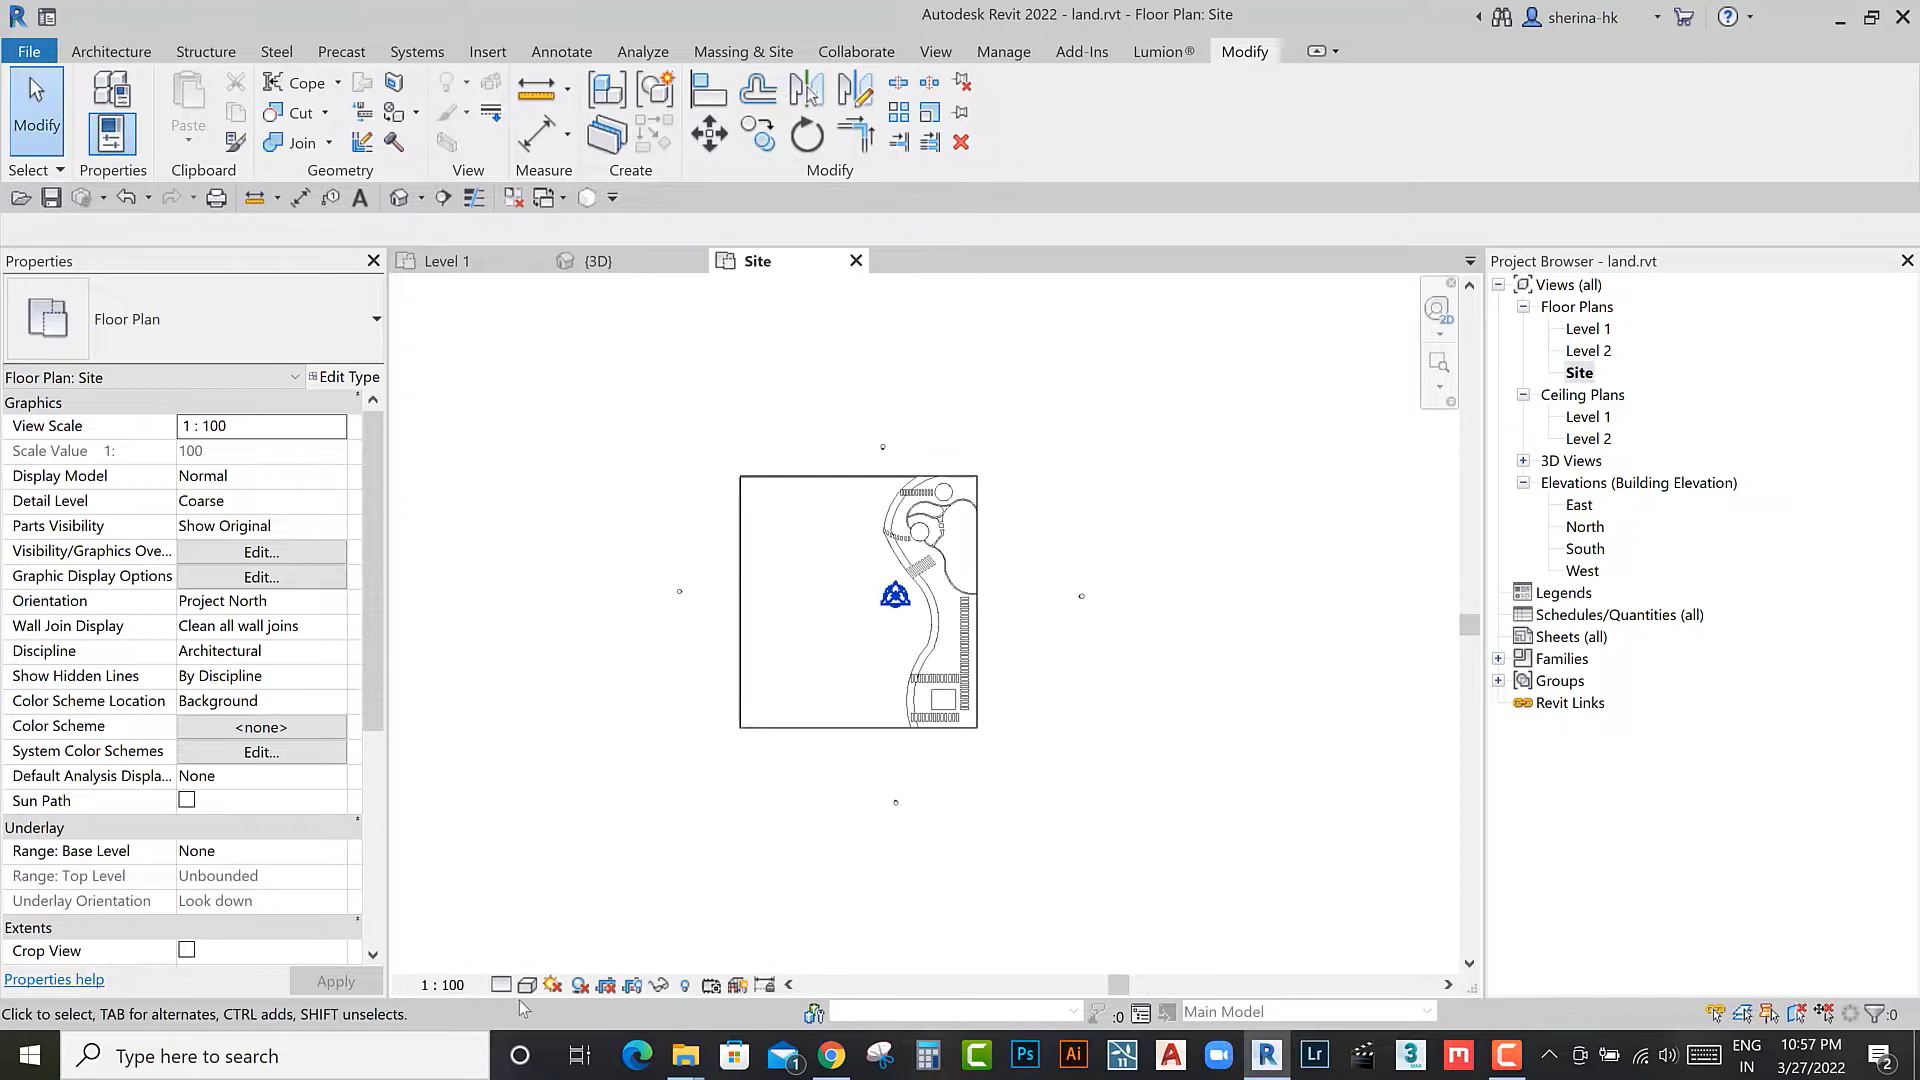 Autodesk Revit 2022 - land.rvt - Floor Plan: Site
sherina-hk
File Architecture Structure Steel Precast Systems Insert Annotate Analyze Massing & Site Collaborate View Manage Add-Ins Lumion® Modify
Modify
Select
Properties
Paste
Clipboard
Cope
Cut
Join
Geometry
View
Measure
Create
Modify
Properties
Level 1
{3D}
Site
Project Browser - land.rvt
Floor Plan
Floor Plan: Site
Edit Type
Graphics
View Scale 1 : 100
Scale Value 1: 100
Display Model Normal
Detail Level Coarse
Parts Visibility Show Original
Visibility/Graphics Ove... Edit...
Graphic Display Options Edit...
Orientation Project North
Wall Join Display Clean all wall joins
Discipline Architectural
Show Hidden Lines By Discipline
Color Scheme Location Background
Color Scheme <none>
System Color Schemes Edit...
Default Analysis Displa... None
Sun Path
Underlay
Range: Base Level None
Range: Top Level Unbounded
Underlay Orientation Look down
Extents
Crop View
Properties help
Apply
2D
Views (all)
Floor Plans
Level 1
Level 2
Site
Ceiling Plans
Level 1
Level 2
3D Views
Elevations (Building Elevation)
East
North
South
West
Legends
Schedules/Quantities (all)
Sheets (all)
Families
Groups
Revit Links
1 : 100
Click to select, TAB for alternates, CTRL adds, SHIFT unselects.
:0
Main Model
:0
Type here to search
1
Ps
Ai
11
A
R
Lr
3
MAX
m
C
ENG
IN
10:57 PM
3/27/2022
2